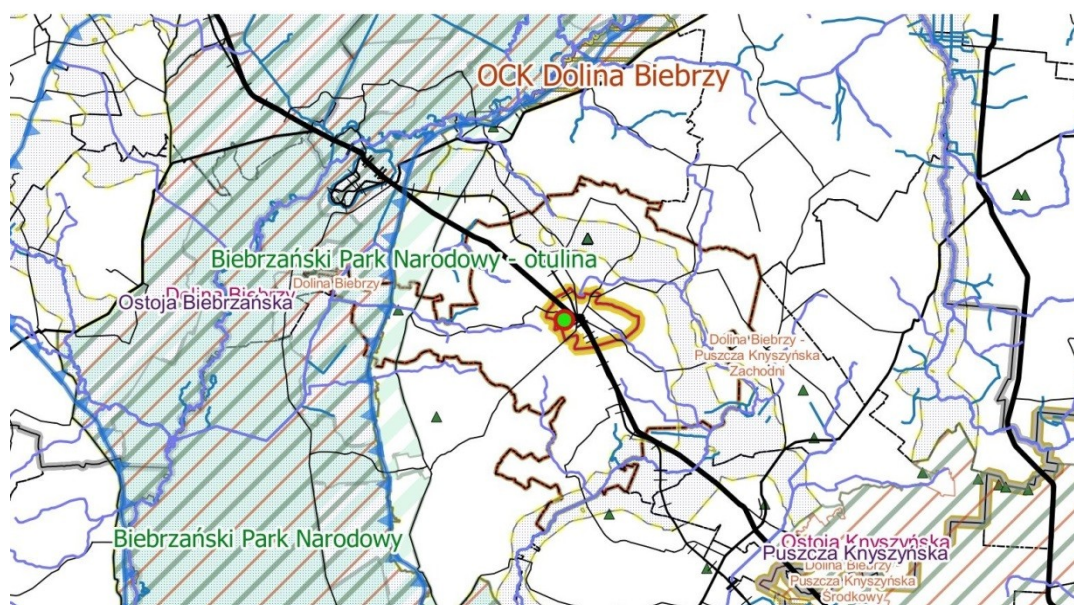 OCK Dolina Biebrzy
Biebrzański Park Narodowy - otulina
Dolina Biebrzy
Dolina Biebrzy
Ostoja Biebrzańska
Dolina Biebrzy -
Puszcza Knyszyńska
Zachodni
Biebrzański Park Narodowy
Ostoja Knyszyńska
Puszcza Knyszyńska
Dolina Biebrzy -
Puszcza Knyszyńska
Środkowy